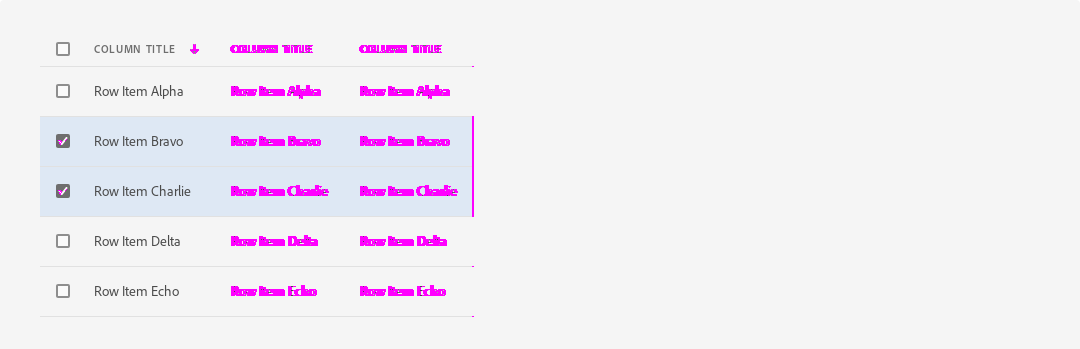 COLUMN TITLE COLUMN TITLE COLUMN TITLE
Row Item Alpha Row Item Alpha Row Item Alpha
Row Item Bravo Row Item Bravo Row Item Bravo
Row Item Charlie Row Item Charlie Row Item Charlie
Row Item Delta Row Item Delta Row Item Delta
Row Item Echo Row Item Echo Row Item Echo